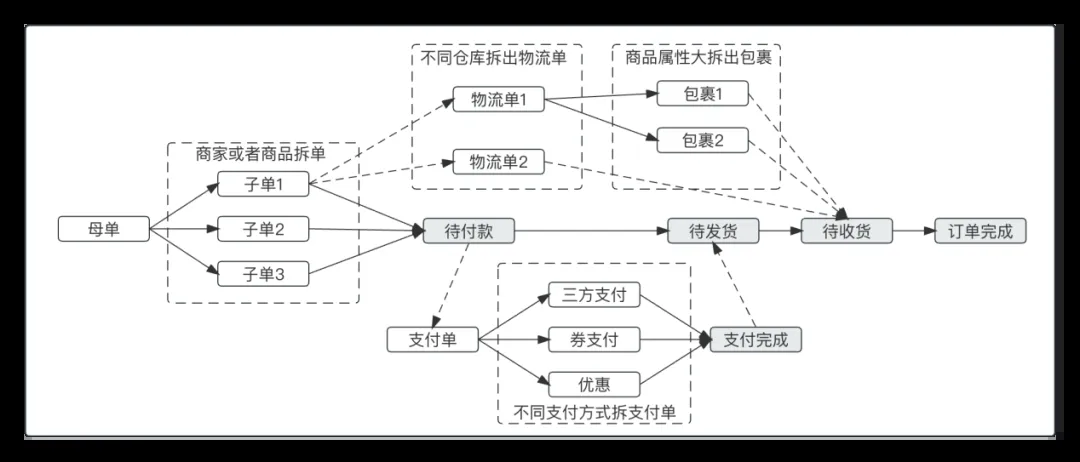 不同仓库拆出物流单
商品属性大拆出包裹
物流单1
包裹1
包裹2
物流单2
商家或者商品拆单
子单1
母单
子单2
子单3
待付款
待发货
待收货
订单完成
三方支付
支付单
券支付
支付完成
优惠
不同支付方式拆支付单